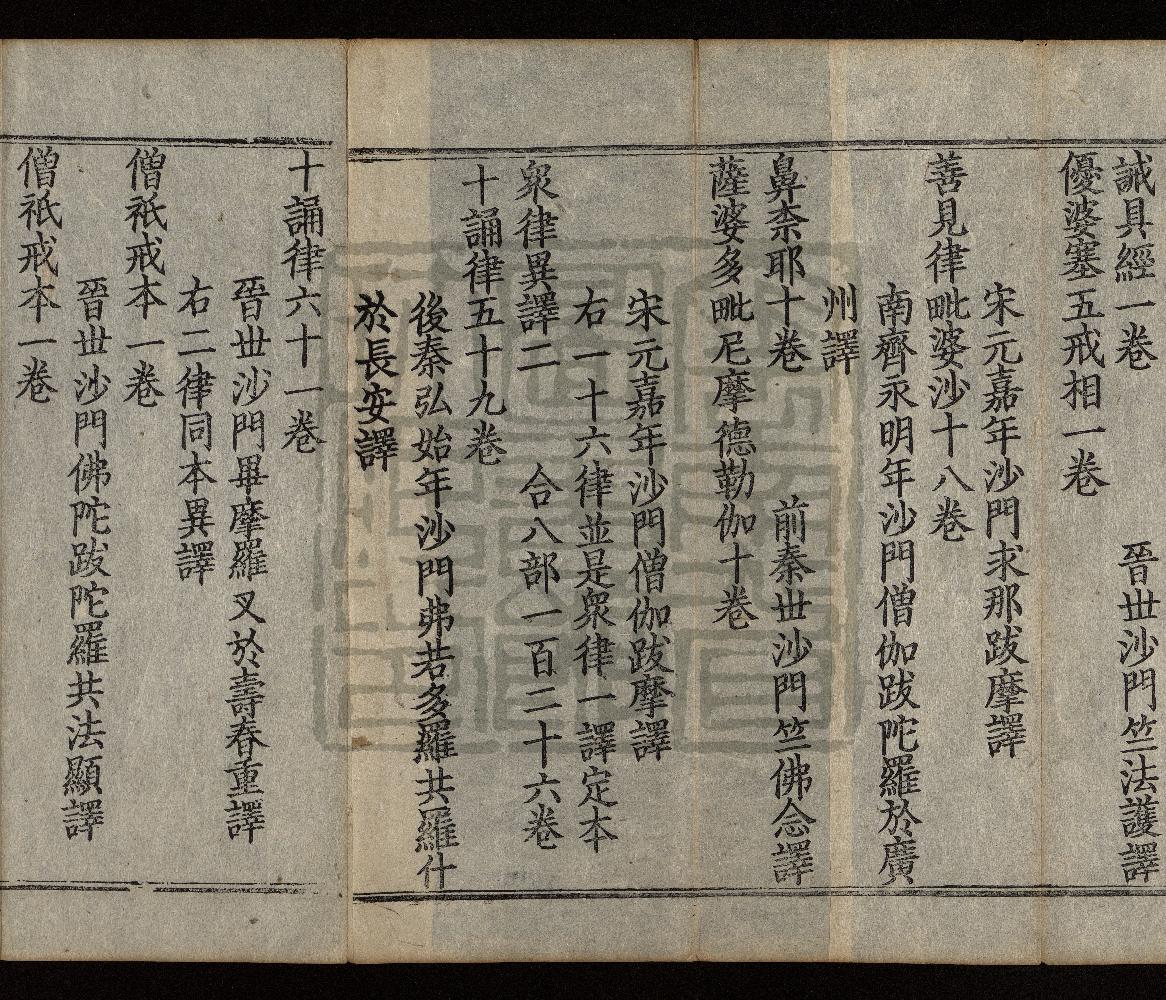 誡具經一卷　晉世沙門竺法護譯
優婆塞五戒相一卷
宋元嘉年沙門求那跋摩譯
善見律毗婆沙十八卷
南齊永明年沙門僧伽跋陀羅於廣
州譯
鼻柰耶十卷　前秦世沙門竺佛念譯
薩婆多毗尼摩德勒伽十卷
宋元嘉年沙門僧伽跋摩譯
右一十六律並是衆律一譯定本
衆律異譯二　合八部一百二十六卷
十誦律五十九卷
後秦弘始年沙門弗若多羅共羅什
於長安譯
十誦律六十一卷
晉世沙門卑摩羅叉於壽春重譯
右二律同本異譯
僧祇戒本一卷
晉世沙門佛陀跋陀羅共法顯譯
僧祇戒本一卷